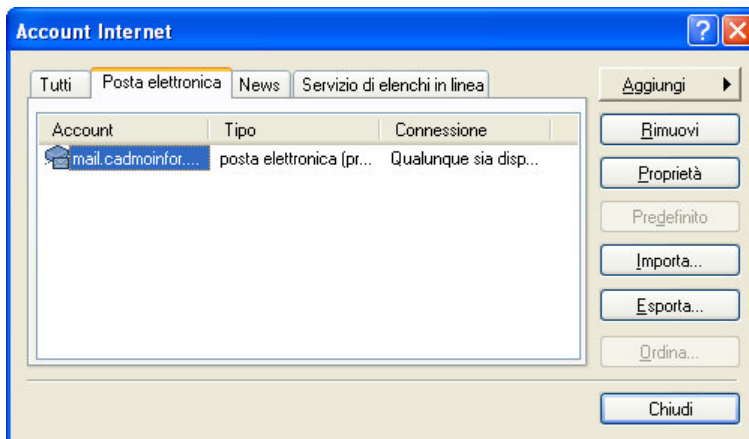 Account Internet
Tutti Posta elettronica News Servizio di elenchi in linea
Aggiungi
Account Tipo Connessione
mail.cadmoinfor.... posta elettronica (pr... Qualunque sia disp...
Rimuovi
Proprietà
Predefinito
Importa...
Esporta...
Ordina...
Chiudi